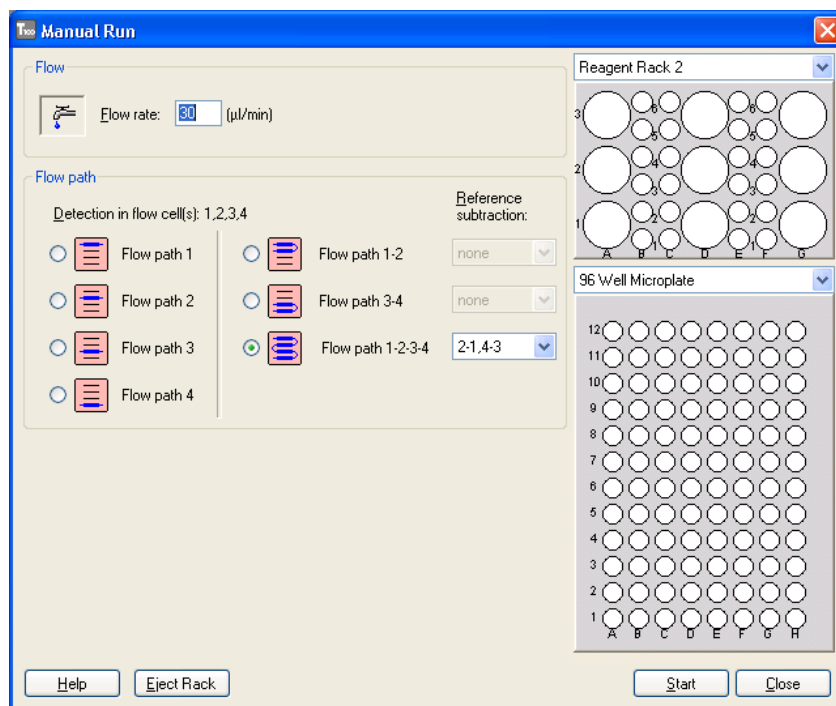 T100 Manual Run
Flow
Flow rate: 30 (µl/min)
Flow path
Detection in flow cell(s): 1,2,3,4
Reference subtraction:
Flow path 1
Flow path 1-2
none
Flow path 2
Flow path 3-4
none
Flow path 3
Flow path 1-2-3-4
2-1,4-3
Flow path 4
Help
Eject Rack
Reagent Rack 2
3
6
5
6
5
2
4
3
4
3
1
2
1
2
1
A B C D E F G
96 Well Microplate
12
11
10
9
8
7
6
5
4
3
2
1
A B C D E F G H
Start
Close